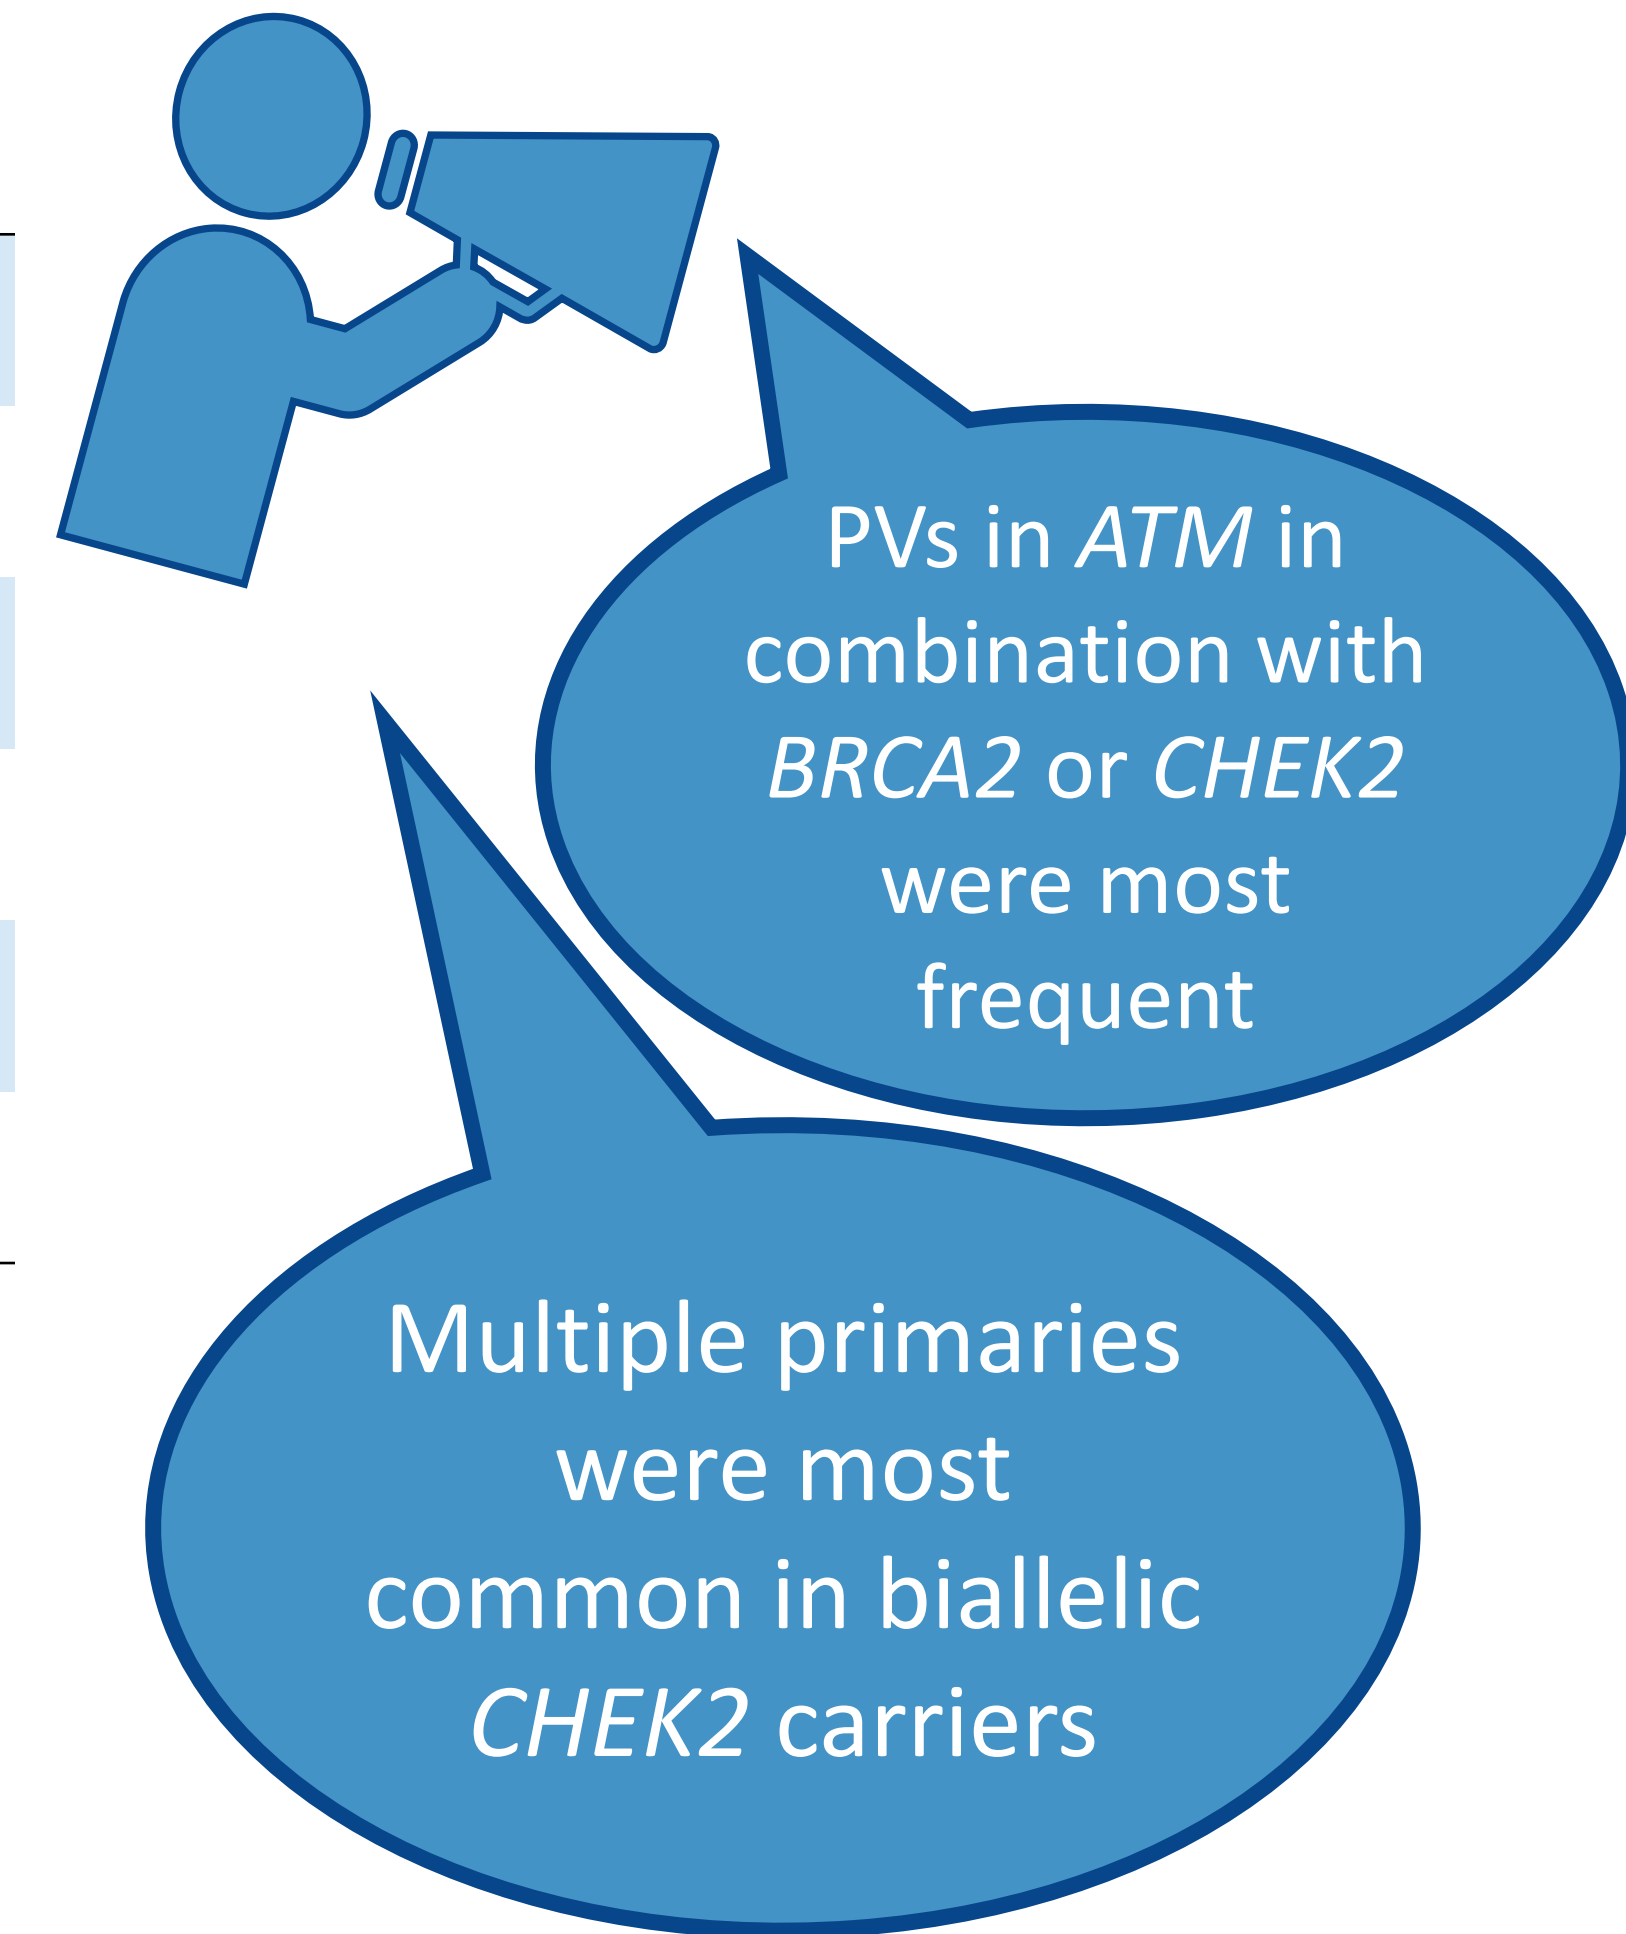 PVs in ATM in
combination with
BRCA2 or CHEK2
were most
frequent
Multiple primaries
were most
common in biallelic
CHEK2 carriers